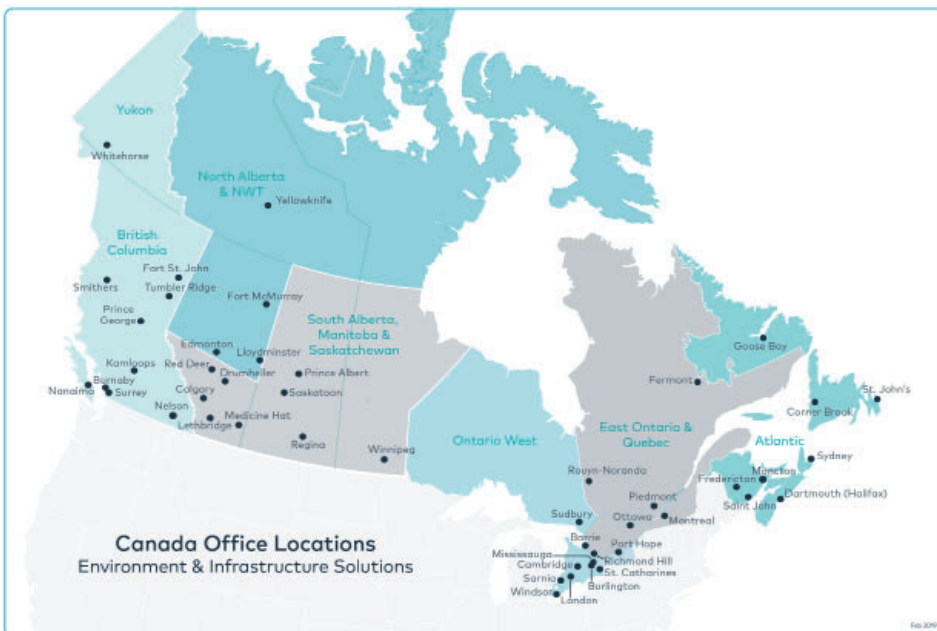 Yukon
Whitehorse
North Alberta
& NWT
Yellowknife
British
Columbia
Fort St. John
Smithers
Tumbler Ridge
Fort McMurray
Prince
George
South Alberta,
Manitoba &
Saskatchewan
Goose Bay
Edmonton
Lloydminster
Kamloops
Red Deer
Drumheller
Prince Albert
Fermont
St. John's
Nanaimo
Burnaby
Surrey
Calgary
Saskatoon
Corner Brook
Nelson
Medicine Hat
Lethbridge
Regina
Winnipeg
Ontario West
East Ontario &
Quebec
Atlantic
Sydney
Rouyn-Noranda
Moncton
Fredericton
Saint John
Dartmouth (Halifax)
Piedmont
Sudbury
Ottawa
Montreal
Canada Office Locations
Environment & Infrastructure Solutions
Barrie
Port Hope
Mississauga
Richmond Hill
Cambridge
St. Catharines
Sarnia
Burlington
Windsor
London
Feb 2019